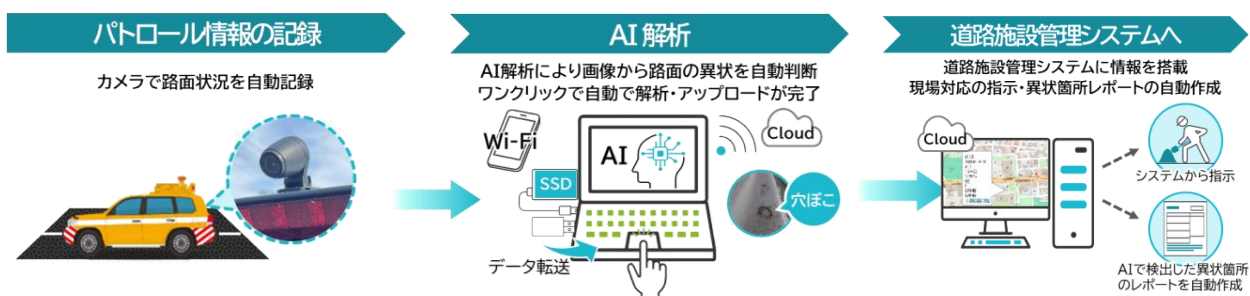 パトロール情報の記録
カメラで路面状況を自動記録
AI 解析
AI解析により画像から路面の異状を自動判断
ワンクリックで自動で解析・アップロードが完了
Wi-Fi
SSD
AI
Cloud
穴ぼこ
データ転送
道路施設管理システムへ
道路施設管理システムに情報を搭載
現場対応の指示・異状箇所レポートの自動作成
Cloud
システムから指示
AIで検出した異状箇所
のレポートを自動作成